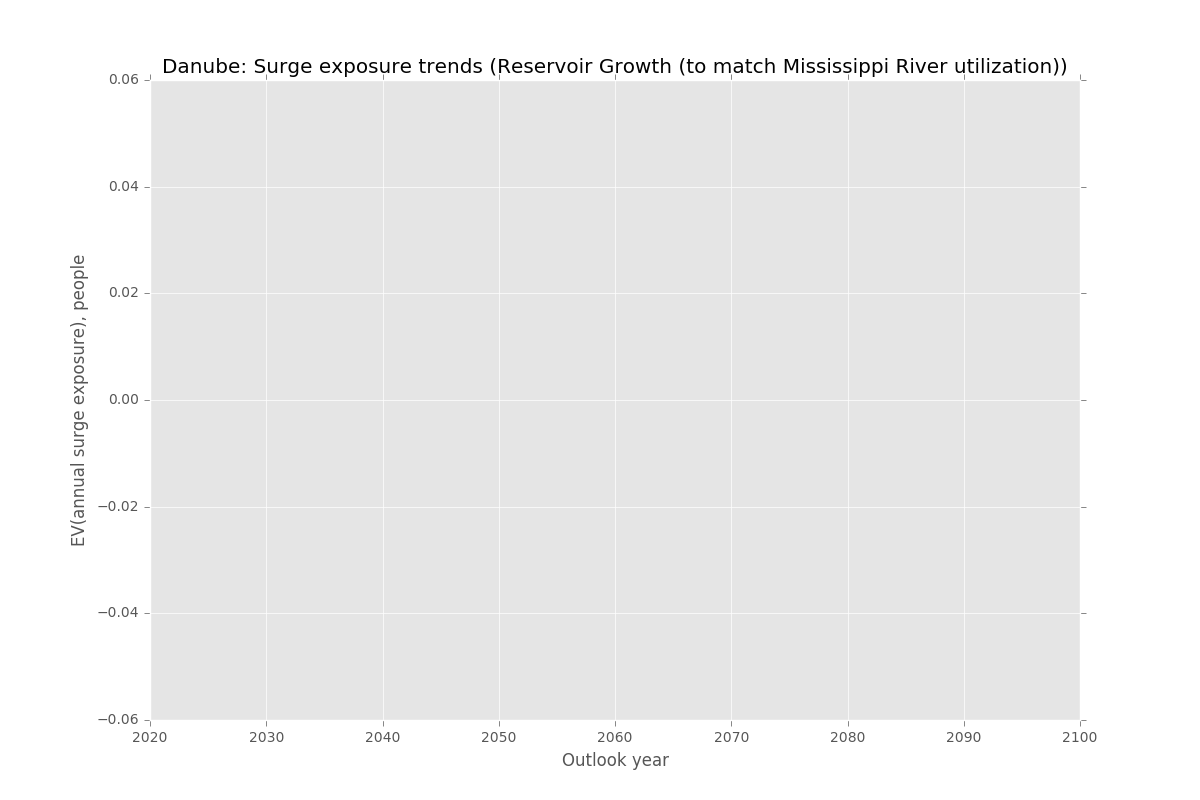 Danube: Surge exposure trends (Reservoir Growth (to match Mississippi River utilization))
0.06
0.04
0.02
0.00
−0.02
−0.04
−0.06
EV(annual surge exposure), people
2020 2030 2040 2050 2060 2070 2080 2090 2100
Outlook year